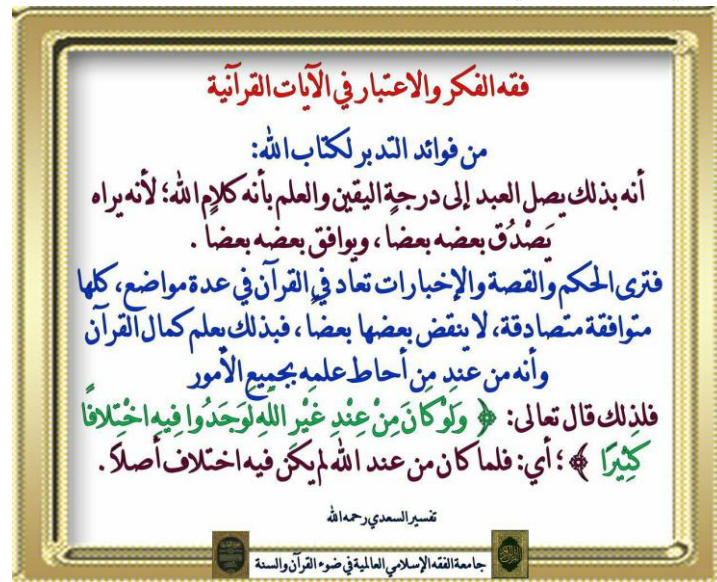 فقه الفكر والاعتبار في الآيات القرآنية
من فوائد التدبر لكتاب الله:
أنه بذلك يصل العبد إلى درجة اليقين والعلم بأنه كلام الله؛ لأنه يراه
يَصْدُق بعضه بعضاً، ويوافق بعضه بعضاً .
فترى الحكم والقصة والإخبارات تعاد في القرآن في عدة مواضع، كلها
متوافقة متصادقة، لا ينقض بعضها بعضاً، فبذلك يعلم كمال القرآن
وأنه من عند من أحاط علمه بجميع الأمور
فلذلك قال تعالى: ﴿ وَلَوْ كَانَ مِنْ عِنْدِ غَيْرِ اللَّهِ لَوَجَدُوا فِيهِ اخْتِلافًا
كَثِيرًا ﴾؛ أي: فلما كان من عند الله لم يكن فيه اختلاف أصلاً .
تفسير السعدي رحمه الله
جامعة الفقه الإسلامي العالمية في ضوء القرآن والسنة